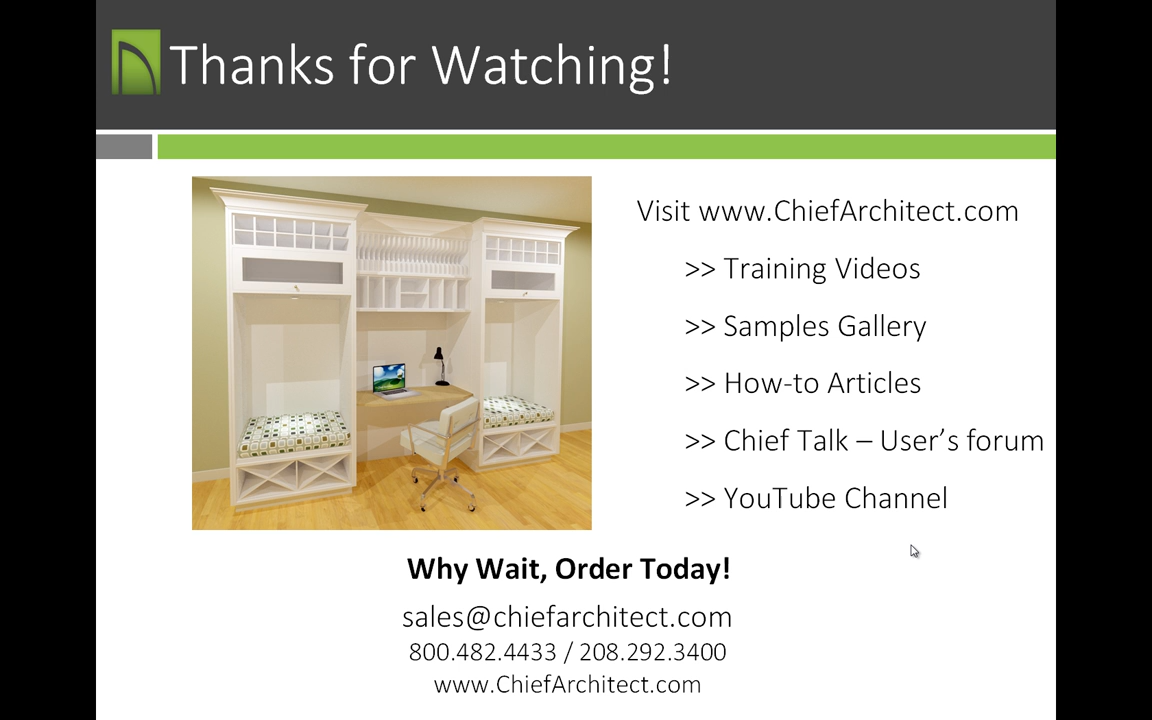 Thanks for Watching!
Visit www.ChiefArchitect.com
>> Training Videos
>> Samples Gallery
>> How-to Articles
>> Chief Talk – User’s forum
>> YouTube Channel
Why Wait, Order Today!
sales@chiefarchitect.com
800.482.4433 / 208.292.3400
www.ChiefArchitect.com